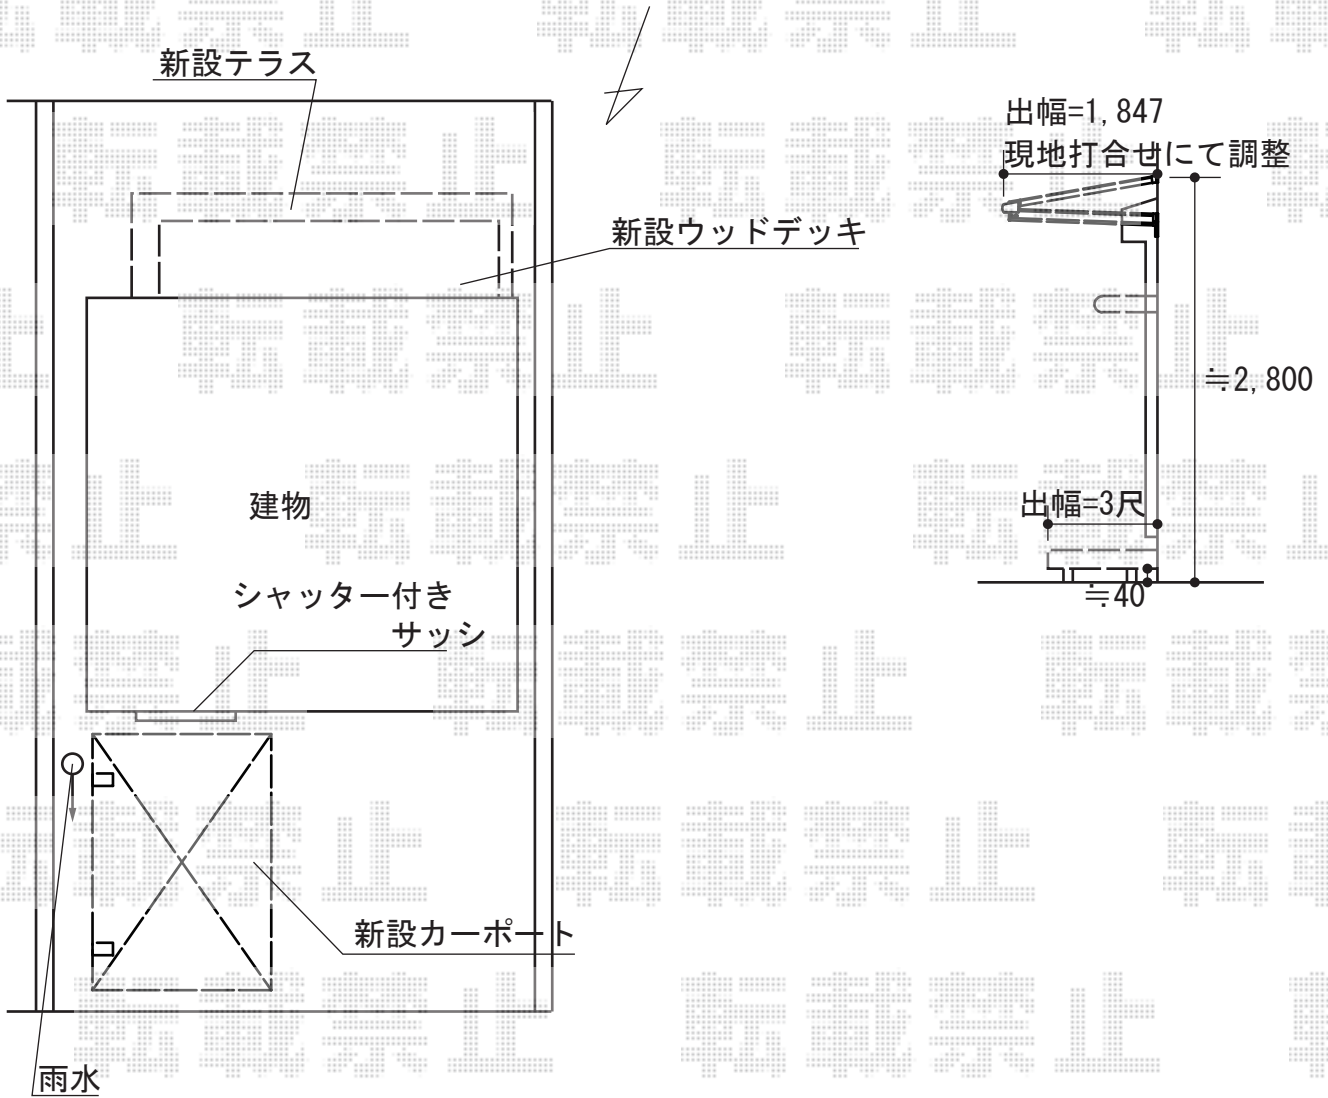 新設テラス
出幅=1,847
現地打合せにて調整
新設ウッドデッキ
≒2,800
建物
出幅=3尺
シャッター付き
サッシ
≒40
新設カーポート
雨水
転載禁止